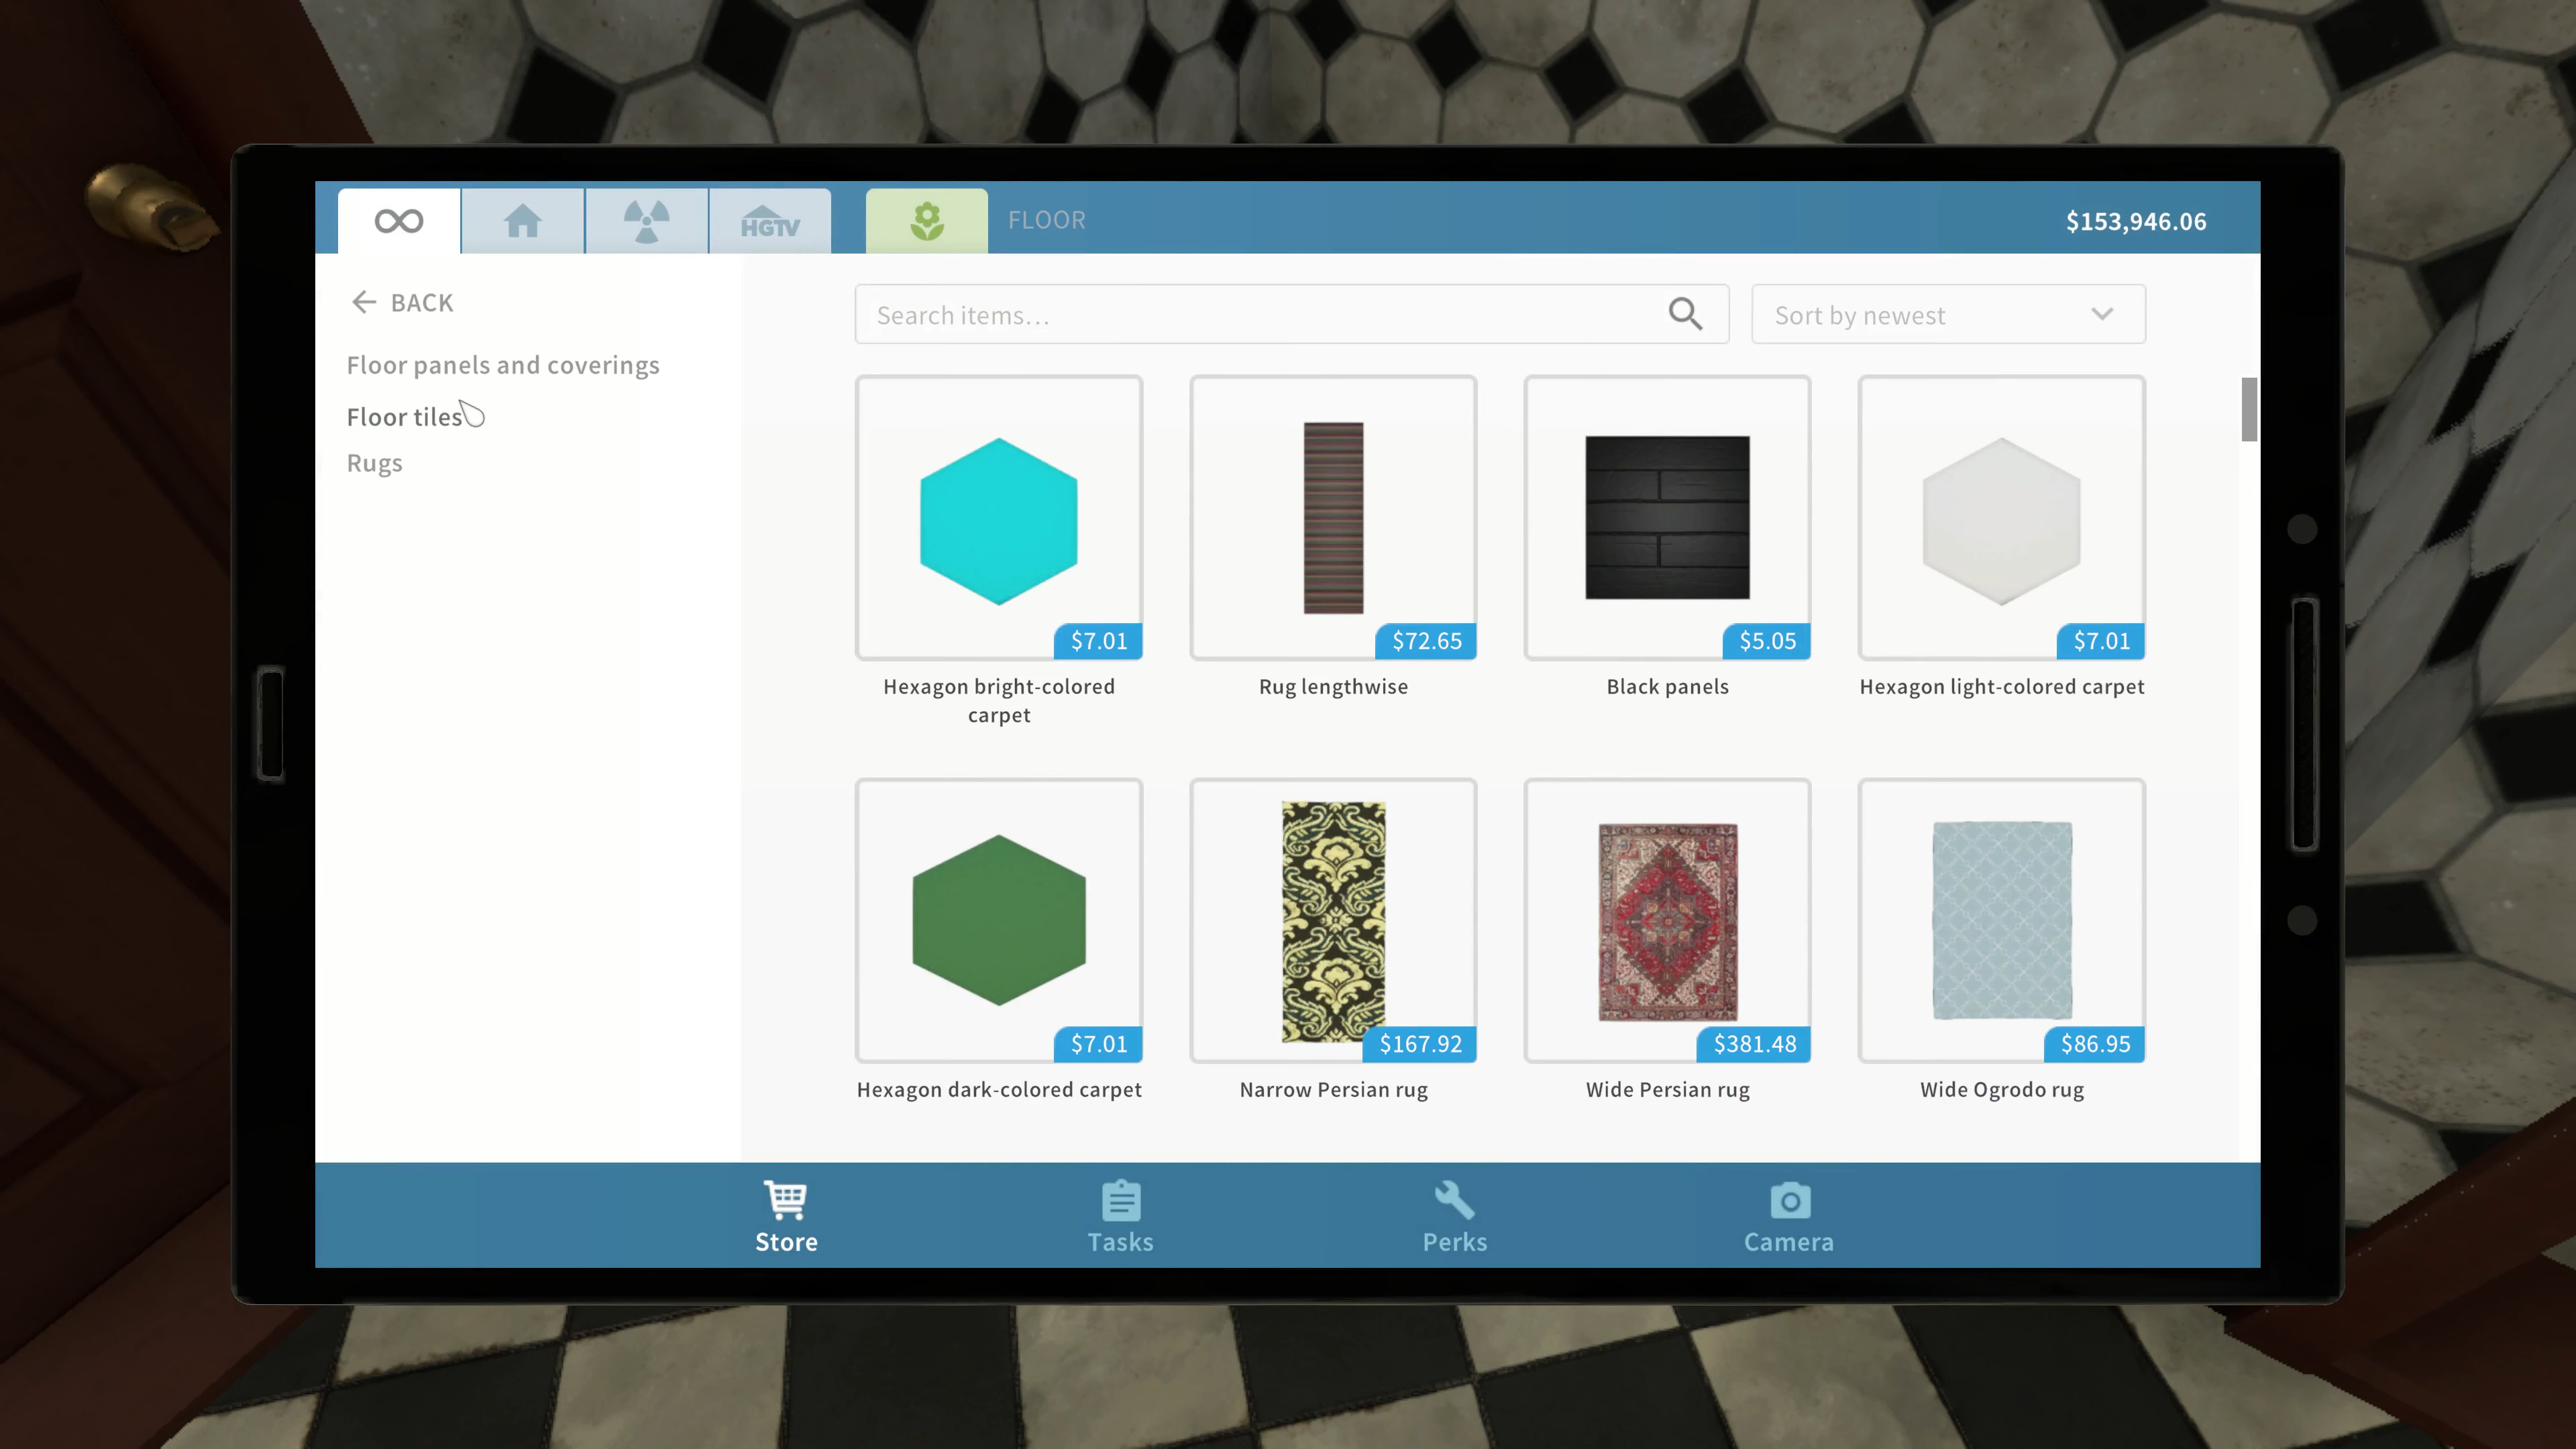 HGTV
FLOOR
$153,946.06
BACK
Search items...
Sort by newest
Floor panels and coverings
Floor tiles
Rugs
$7.01
$72.65
$5.05
$7.01
Hexagon bright-colored
carpet
Rug lengthwise
Black panels
Hexagon light-colored carpet
$7.01
$167.92
$381.48
$86.95
Hexagon dark-colored carpet
Narrow Persian rug
Wide Persian rug
Wide Ogrodo rug
Store
Tasks
Perks
Camera